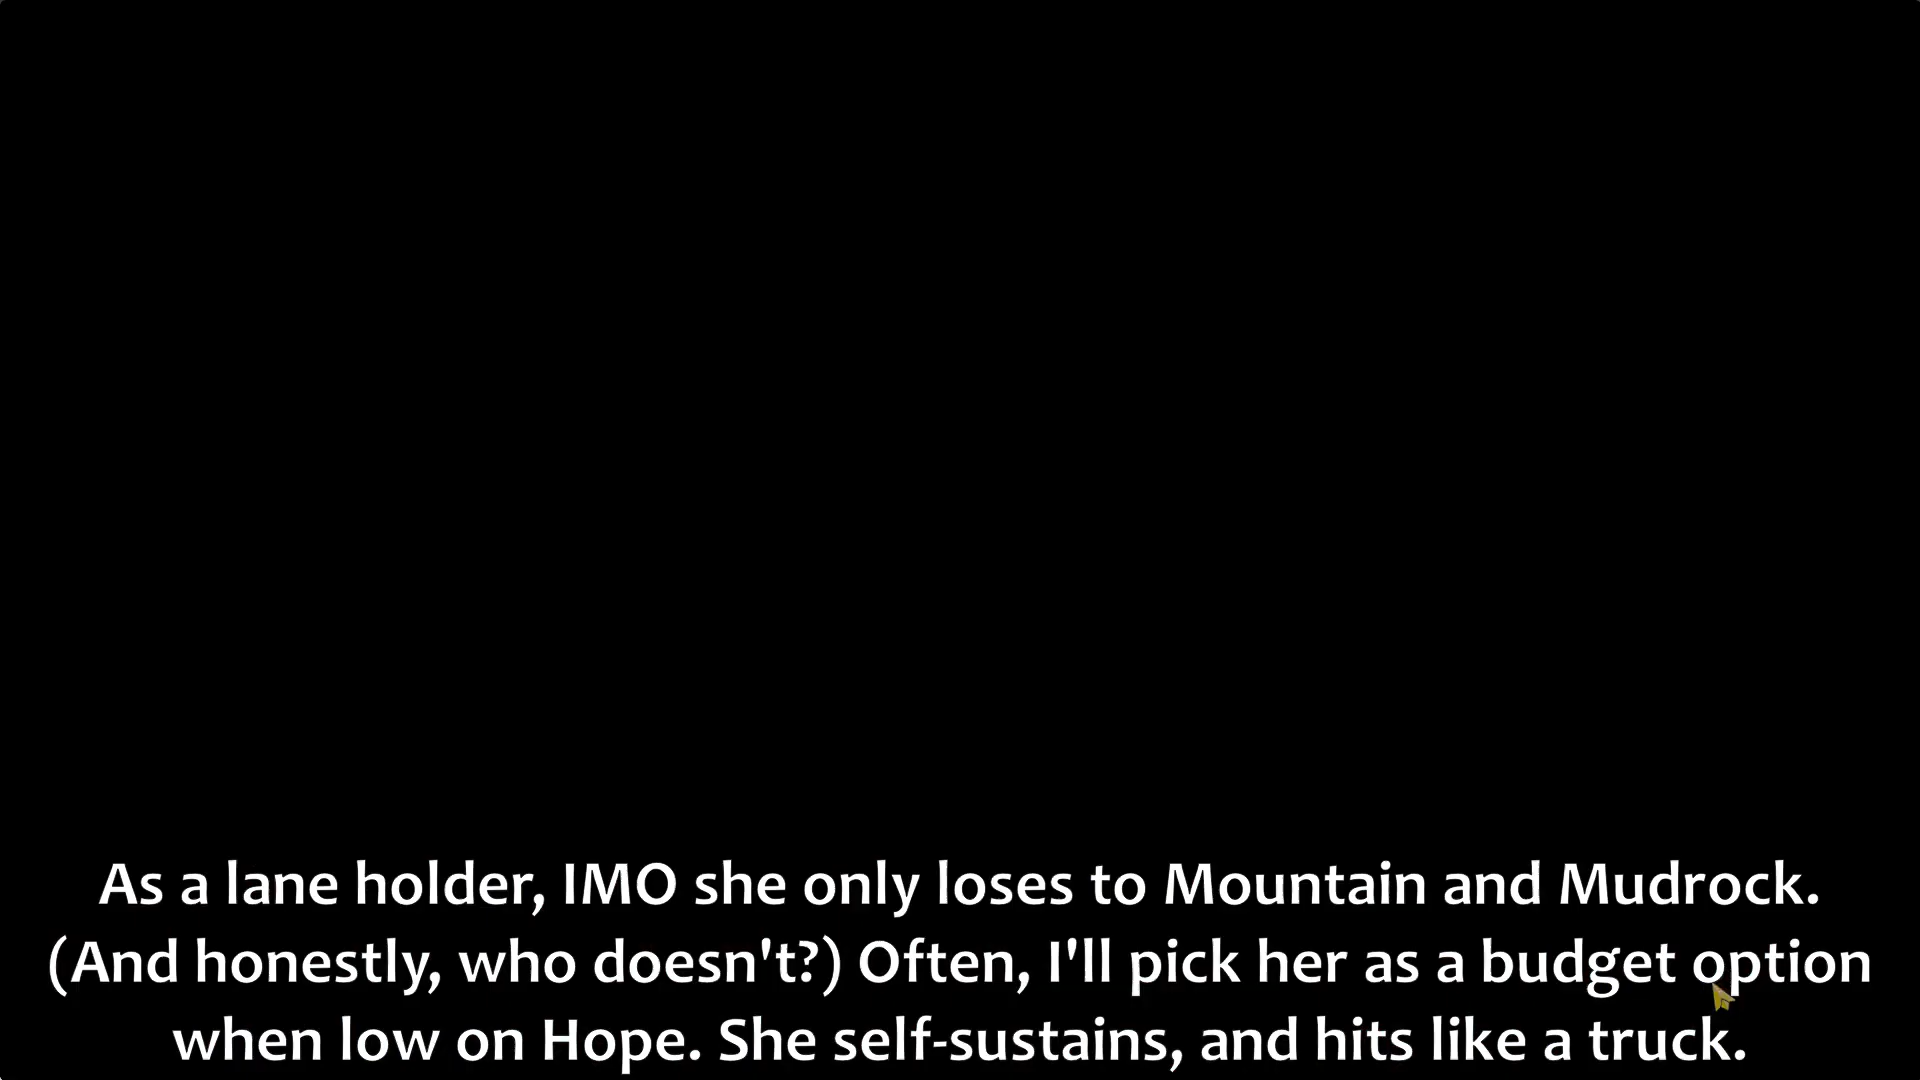 As a lane holder, IMO she only loses to Mountain and Mudrock.
(And honestly, who doesn't?) Often, I'll pick her as a budget option
when low on Hope. She self-sustains, and hits like a truck.